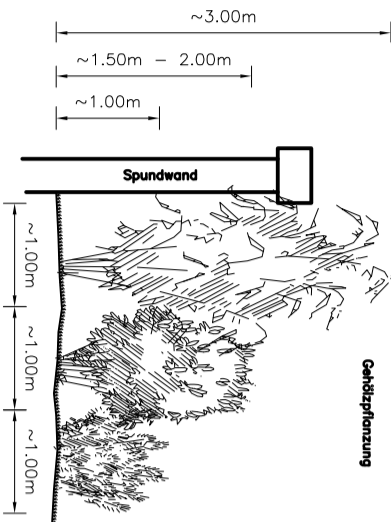 ~3.00m
~1.50m – 2.00m
~1.00m
Spundwand
~1.00m
~1.00m
~1.00m
Gehölzpflanzung